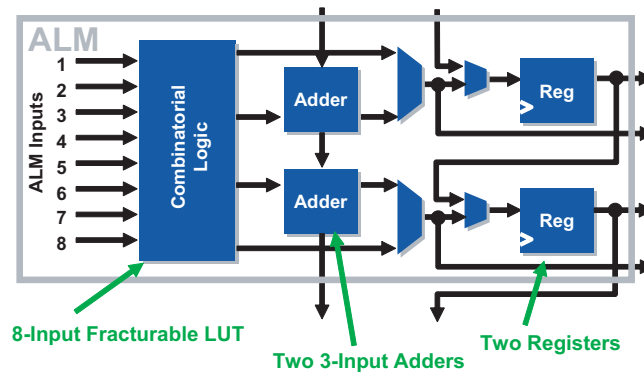 ALM
ALM Inputs
1
2
3
4
5
6
7
8
Combinatorial
Logic
Adder
Adder
Reg
Reg
8-Input Fracturable LUT
Two 3-Input Adders
Two Registers